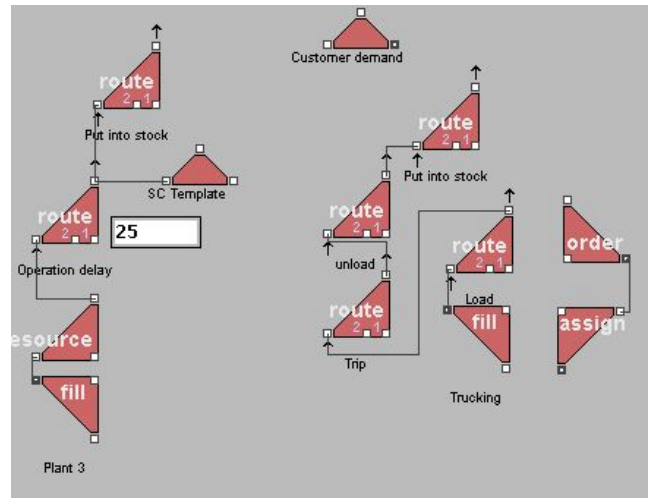 Customer demand
route
2 1
Put into stock
route
2 1
Put into stock
SC Template
route
2 1
25
Operation delay
route
2 1
unload
route
2 1
Load
order
route
2 1
Trip
esource
fill
fill
assign
Trucking
Plant 3